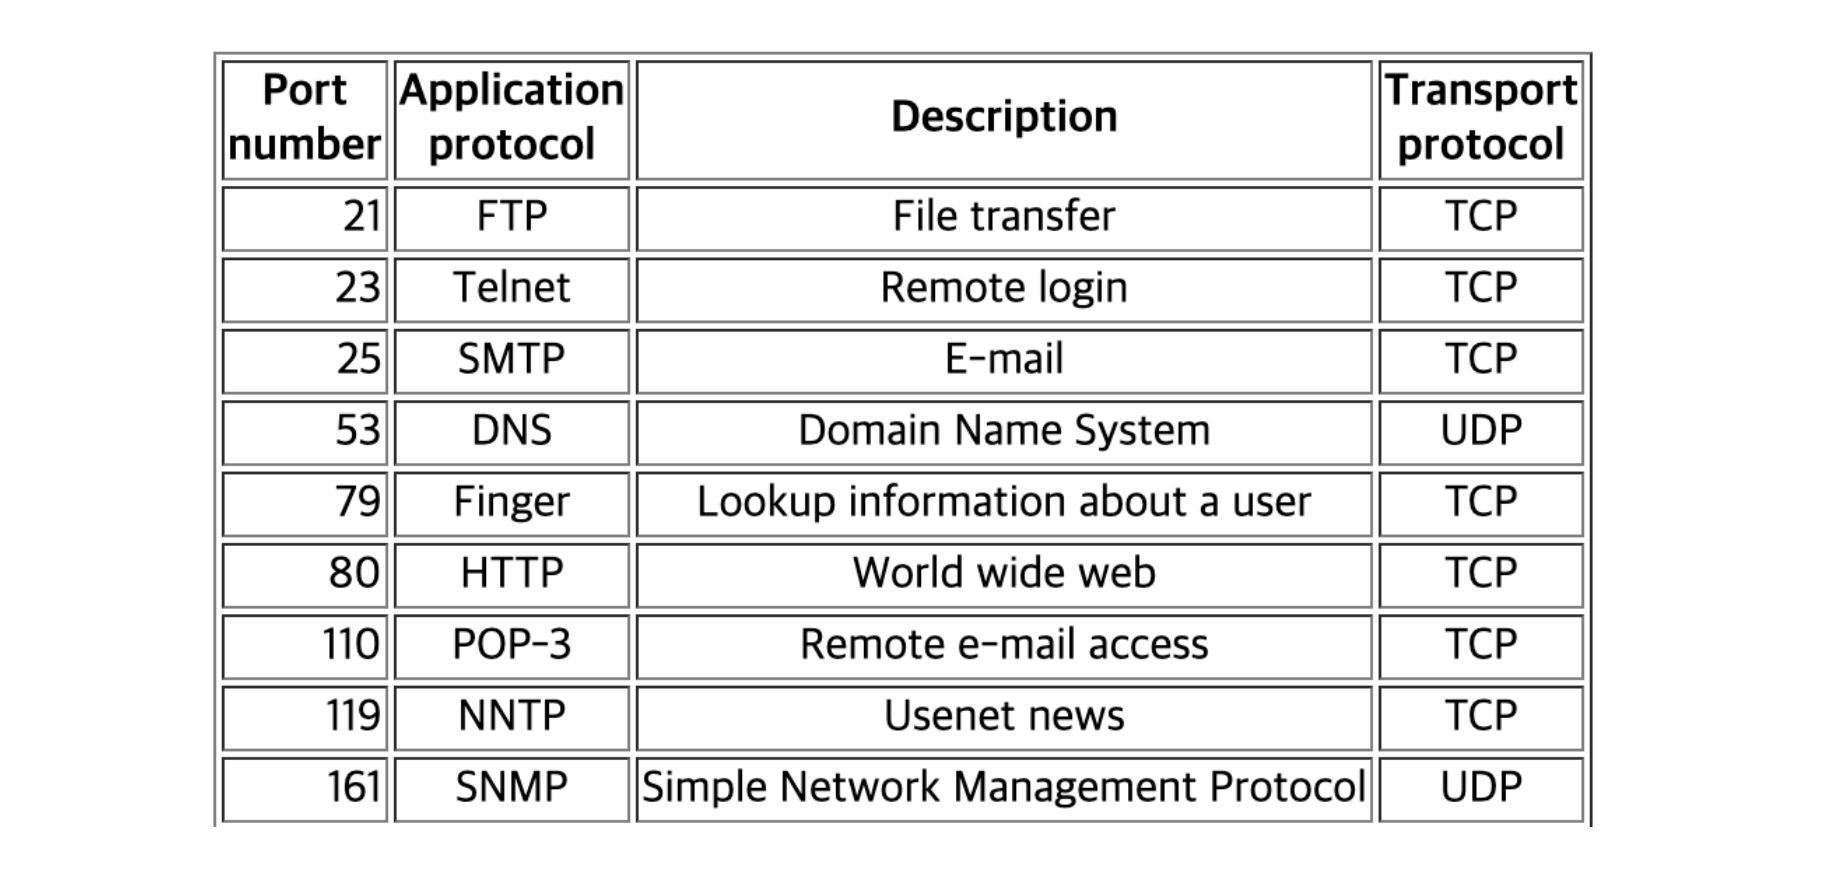 Port number | Application protocol | Description | Transport protocol
21 | FTP | File transfer | TCP
23 | Telnet | Remote login | TCP
25 | SMTP | E-mail | TCP
53 | DNS | Domain Name System | UDP
79 | Finger | Lookup information about a user | TCP
80 | HTTP | World wide web | TCP
110 | POP-3 | Remote e-mail access | TCP
119 | NNTP | Usenet news | TCP
161 | SNMP | Simple Network Management Protocol | UDP